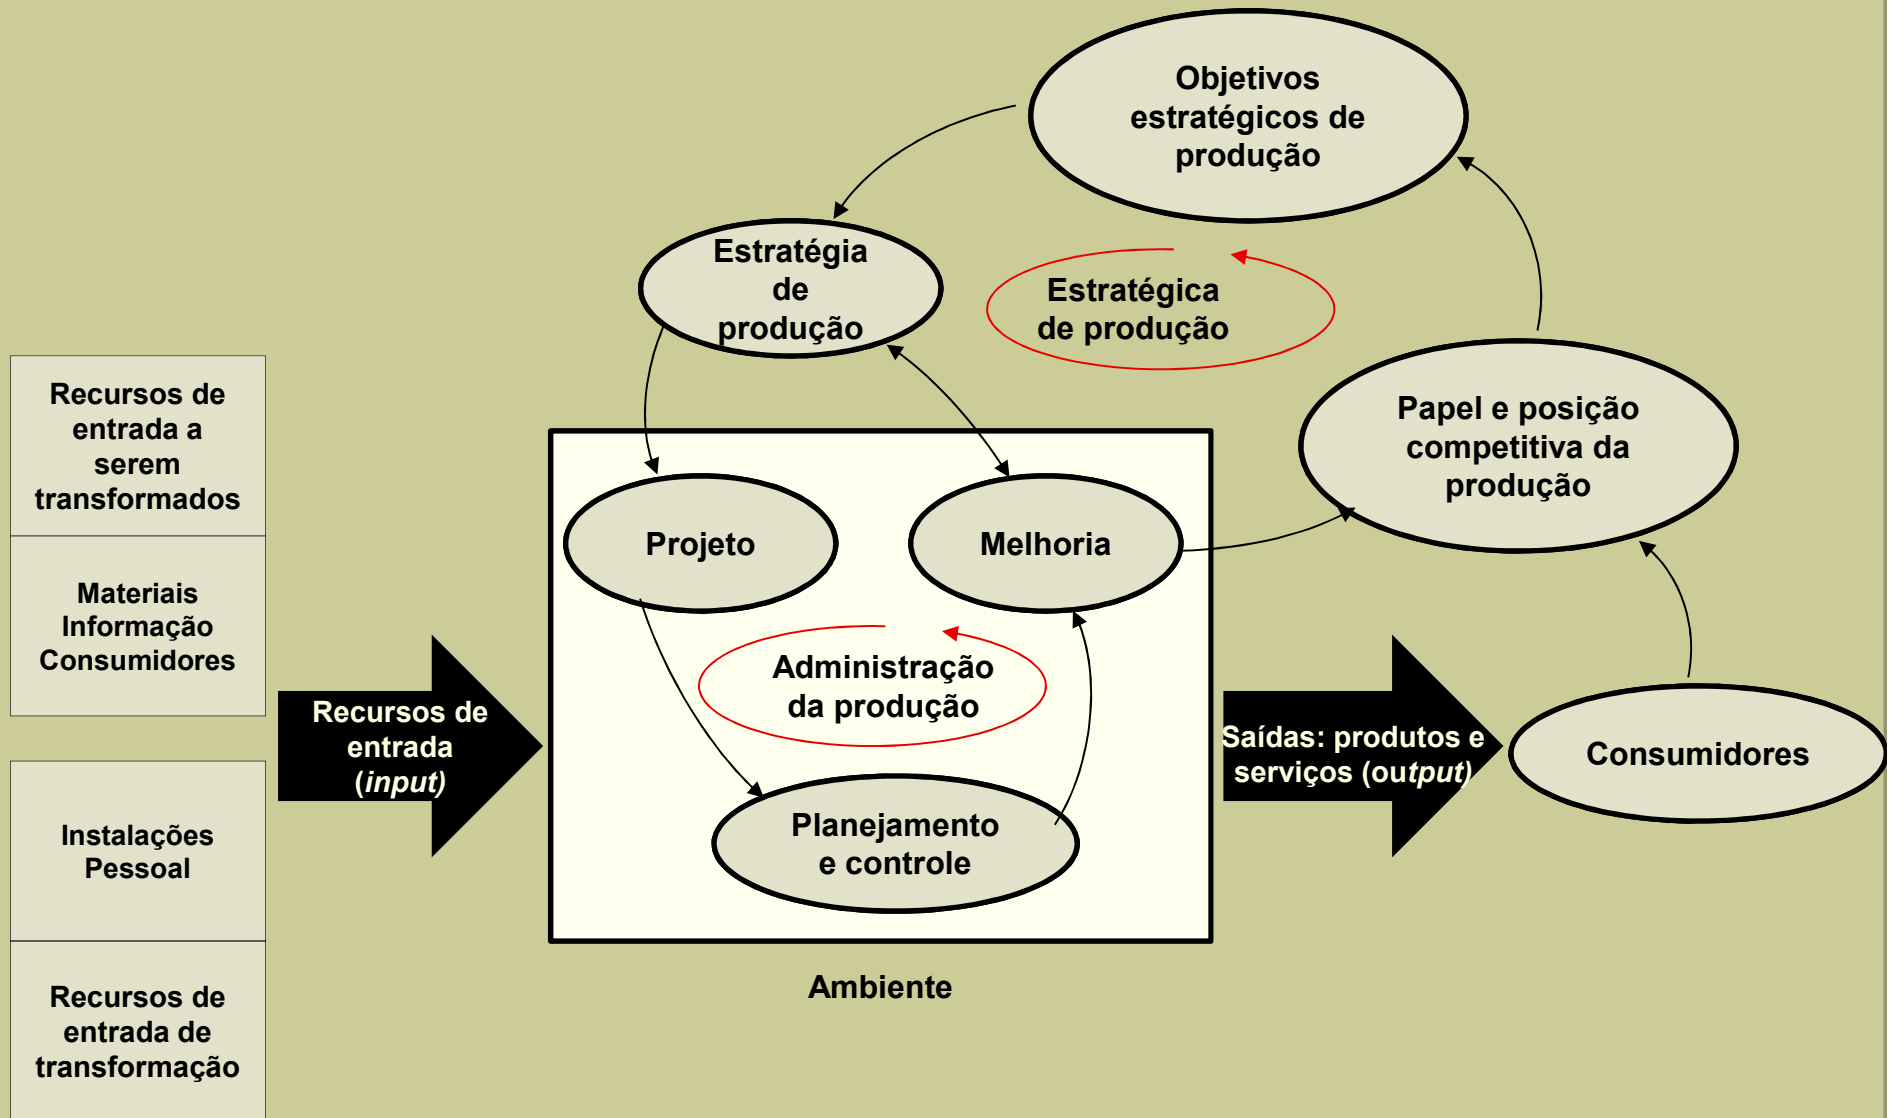 Objetivos
estratégicos de
produção
Estratégia
de
produção
Estratégica
de produção
Recursos de
entrada a
serem
transformados
Papel e posição
competitiva da
produção
Projeto
Melhoria
Materiais
Informação
Consumidores
Administração
da produção
Recursos de
entrada
(input)
Saídas: produtos e
serviços (output)
Consumidores
Instalações
Pessoal
Planejamento
e controle
Ambiente
Recursos de
entrada de
transformação